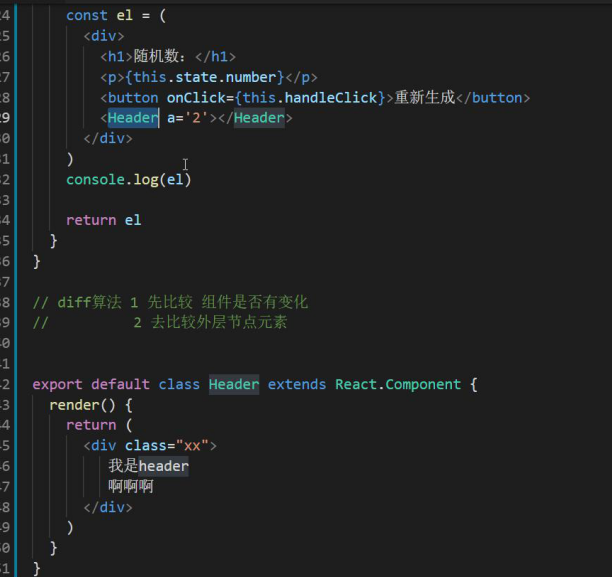 24 const el = (
25 <div>
26 <h1>随机数：</h1>
27 <p>{this.state.number}</p>
28 <button onClick={this.handleClick}>重新生成</button>
29 <Header a='2'></Header>
30 </div>
31 )
32 console.log(el)
33
34 return el
35 }
36 }
37
38 // diff算法 1 先比较 组件是否有变化
39 // 2 去比较外层节点元素
40
41
42 export default class Header extends React.Component {
43 render() {
44 return (
45 <div class="xx">
46 我是header
47 啊啊啊
48 </div>
49 )
50 }
51 }